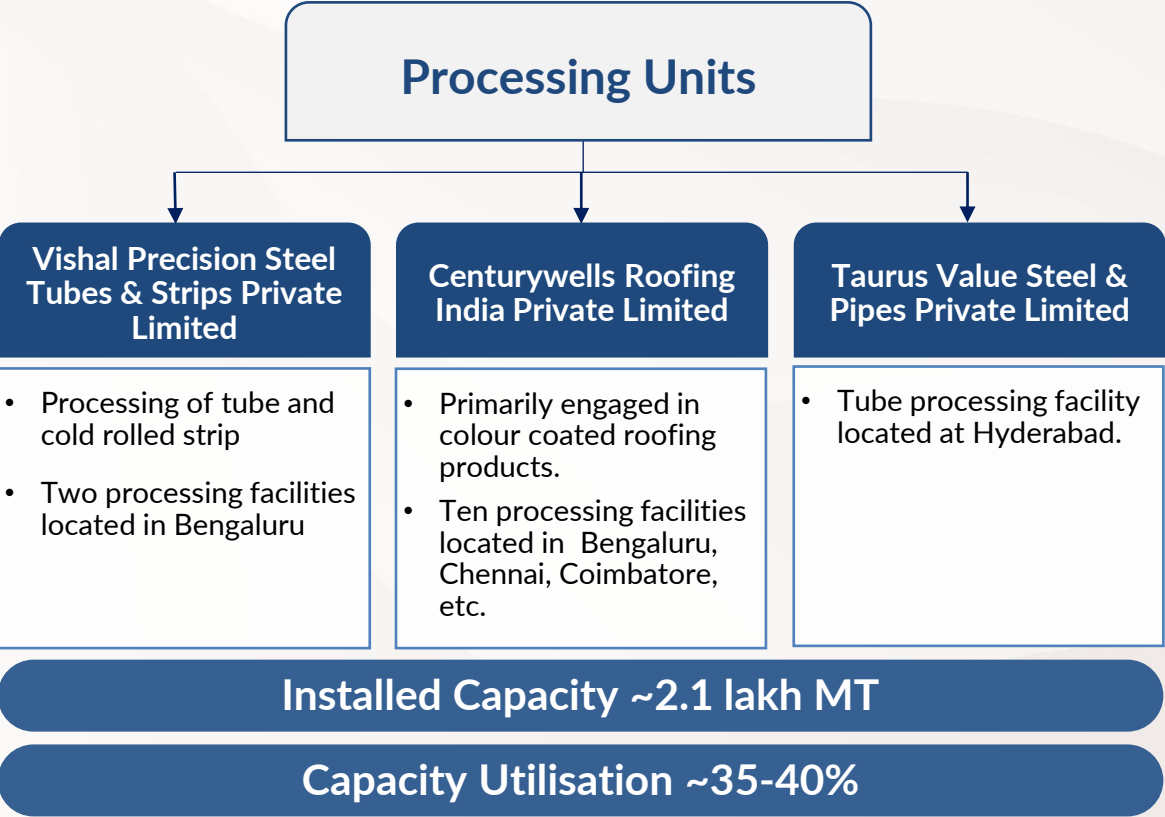 Processing Units
Vishal Precision Steel
Tubes & Strips Private
Limited
• Processing of tube and
cold rolled strip
• Two processing facilities
located in Bengaluru
Centurywells Roofing
India Private Limited
• Primarily engaged in
colour coated roofing
products.
• Ten processing facilities
located in Bengaluru,
Chennai, Coimbatore,
etc.
Taurus Value Steel &
Pipes Private Limited
• Tube processing facility
located at Hyderabad.
Installed Capacity ~2.1 lakh MT
Capacity Utilisation ~35-40%